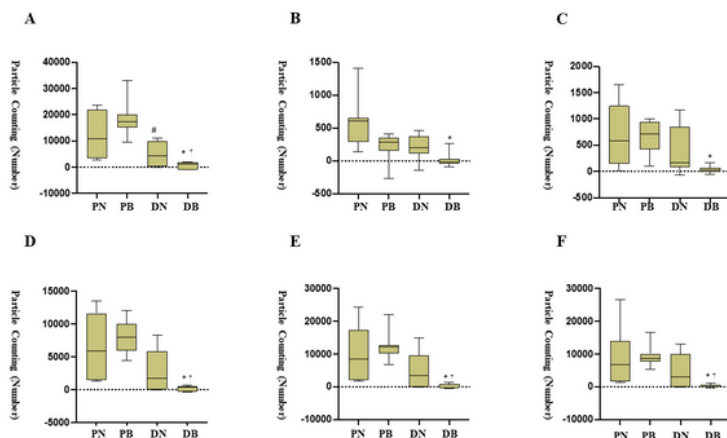 A
Particle Counting (Number)
40000
30000
20000
10000
0
-10000
#
* †
PN PB DN DB
B
Particle Counting (Number)
1500
1000
500
0
-500
*
PN PB DN DB
C
Particle Counting (Number)
2000
1500
1000
500
0
500
*
PN PB DN DB
D
Particle Counting (Number)
15000
10000
5000
0
-5000
* †
PN PB DN DB
E
Particle Counting (Number)
30000
20000
10000
0
-10000
* †
PN PB DN DB
F
Particle Counting (Number)
30000
20000
10000
0
-10000
* †
PN PB DN DB